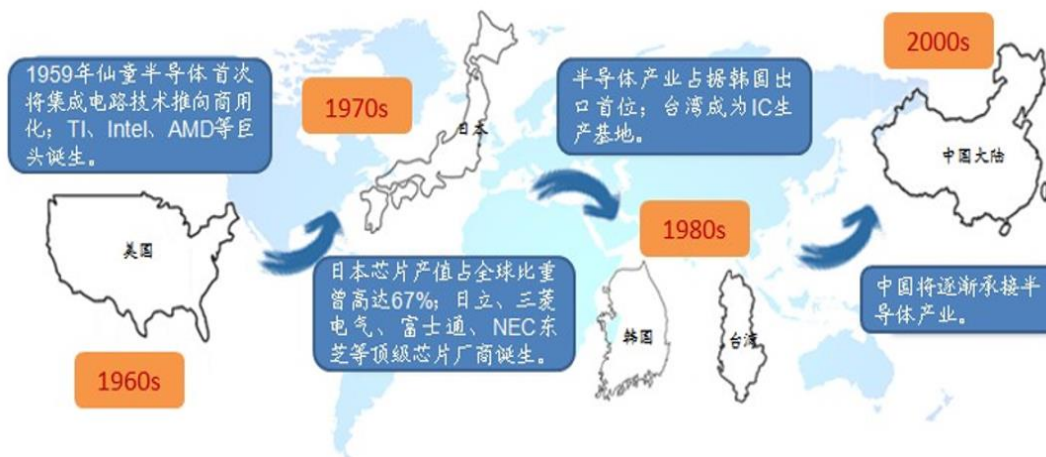 1959年仙童半导体首次
将集成电路技术推向商用
化；TI、Intel、AMD等巨
头诞生。
美国
1960s
1970s
日本
日本芯片产值占全球比重
曾高达67%；日立、三菱
电气、富士通、NEC东
芝等顶级芯片厂商诞生。
半导体产业占据韩国出
口首位；台湾成为IC生
产基地。
1980s
韩国
台湾
2000s
中国大陆
中国将逐渐承接半
导体产业。